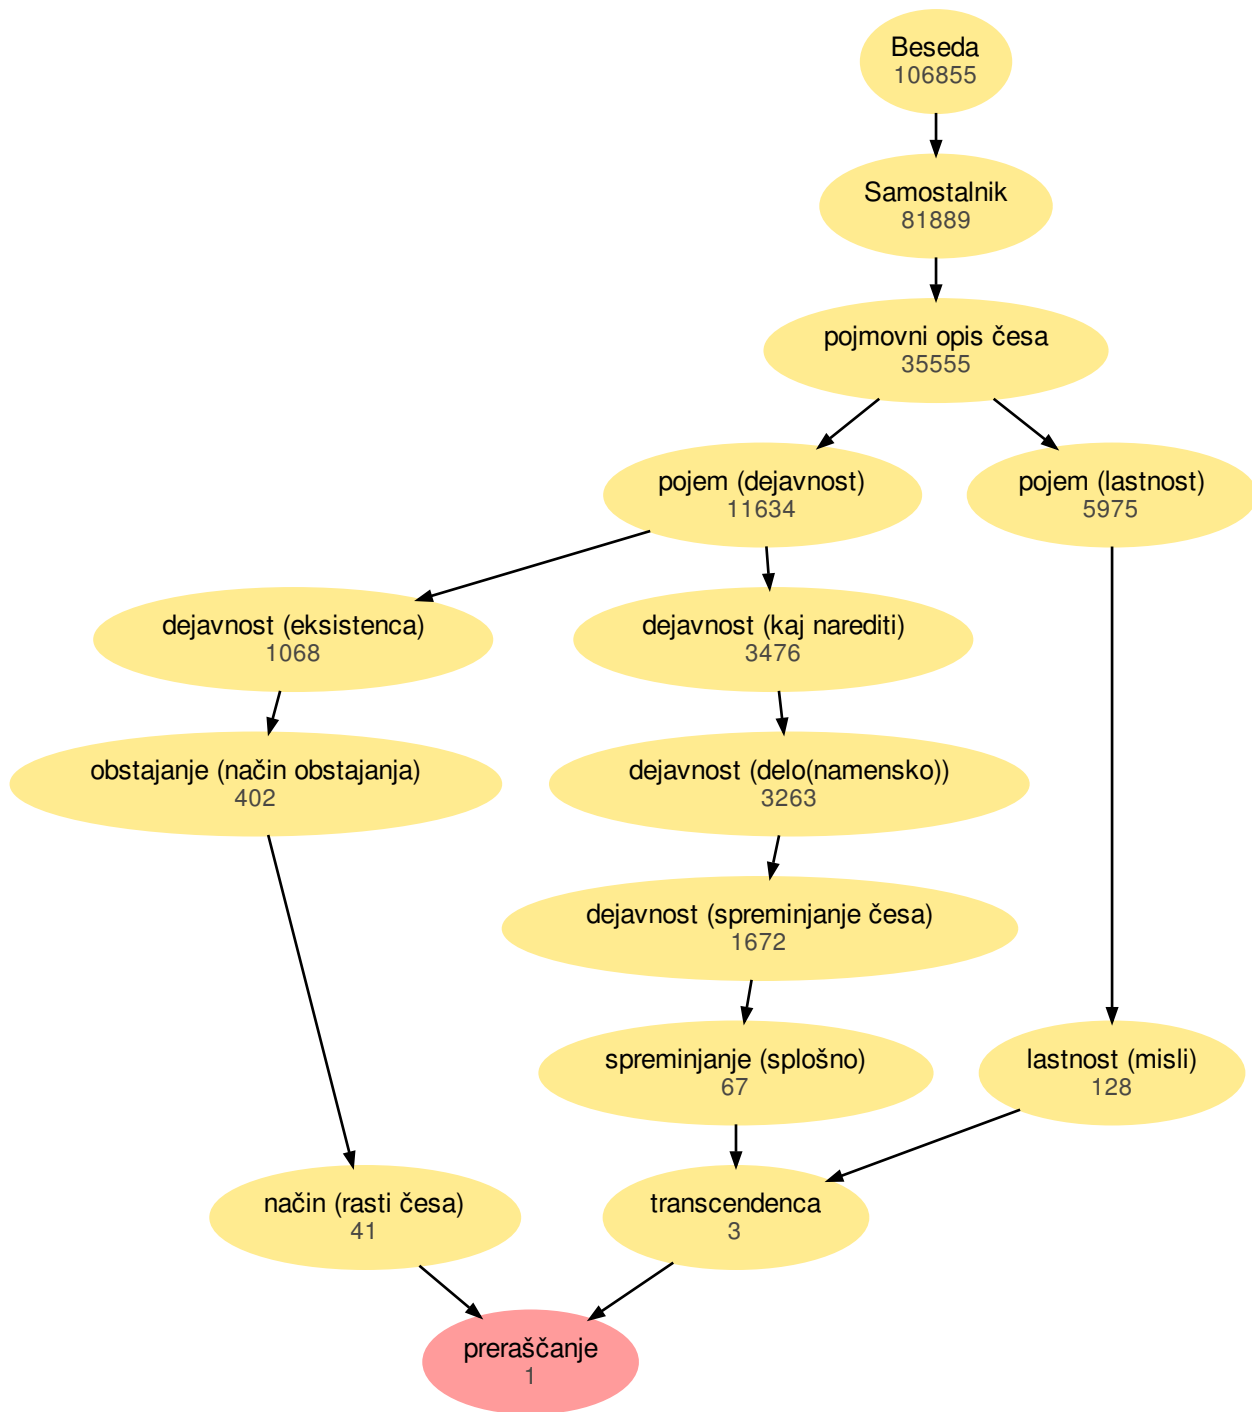 Beseda
106855
Samostalnik
81889
pojmovni opis česa
35555
pojem (dejavnost)
11634
pojem (lastnost)
5975
dejavnost (eksistenca)
1068
dejavnost (kaj narediti)
3476
obstajanje (način obstajanja)
402
dejavnost (delo(namensko))
3263
dejavnost (spreminjanje česa)
1672
spreminjanje (splošno)
67
lastnost (misli)
128
način (rasti česa)
41
transcendenca
3
preraščanje
1